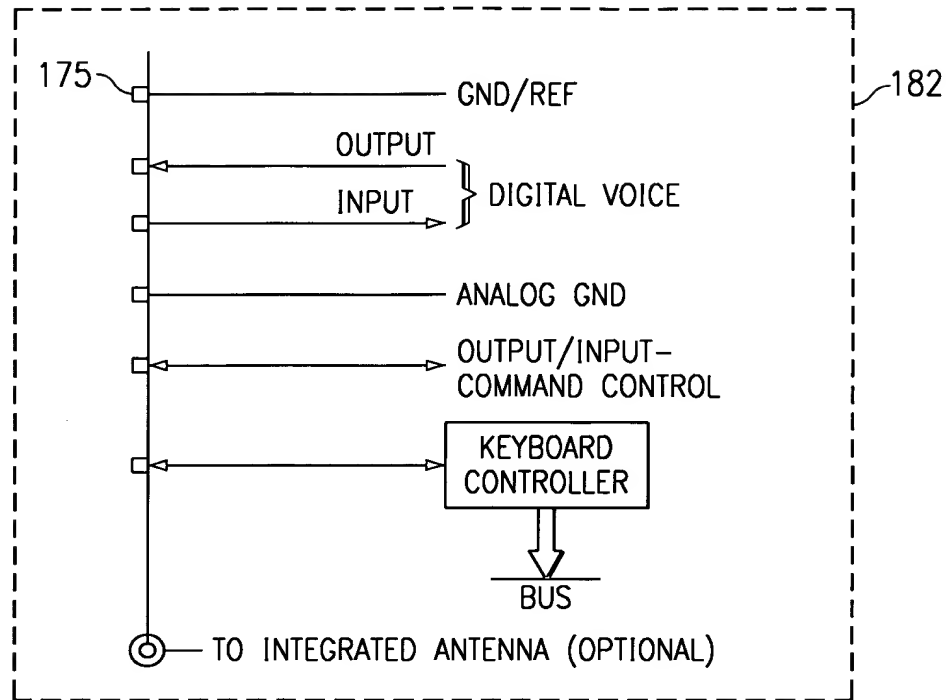 175
GND/REF
182
OUTPUT
INPUT
DIGITAL VOICE
ANALOG GND
OUTPUT/INPUT-
COMMAND CONTROL
KEYBOARD
CONTROLLER
BUS
TO INTEGRATED ANTENNA (OPTIONAL)